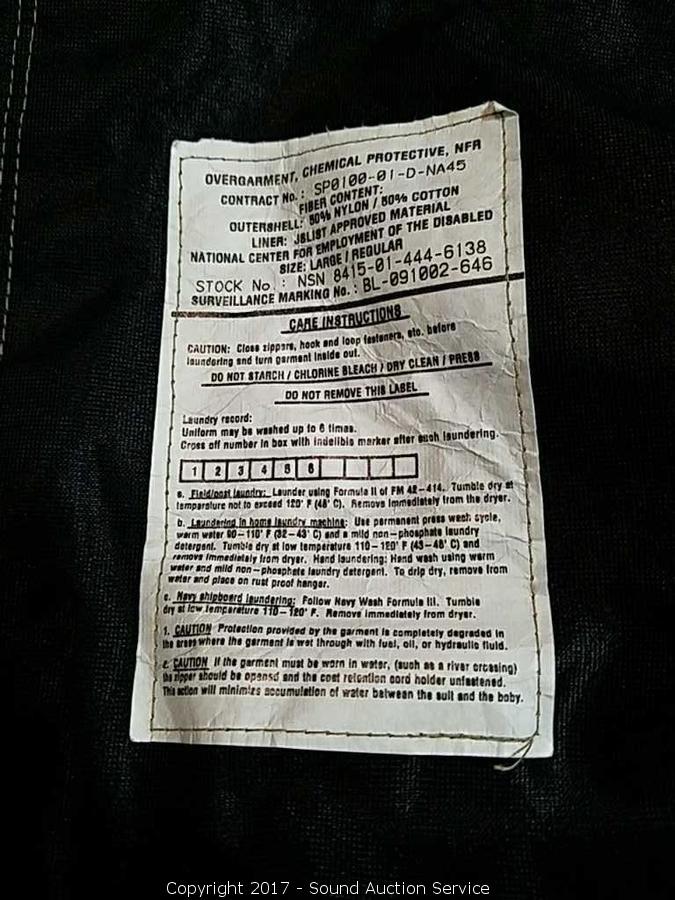 OVERGARMENT, CHEMICAL PROTECTIVE, NFR
CONTRACT No.: SP0100-01-D-NA45
FIBER CONTENT:
OUTERSHELL: 50% NYLON / 50% COTTON
LINER: JSLIST APPROVED MATERIAL
NATIONAL CENTER FOR EMPLOYMENT OF THE DISABLED
SIZE: LARGE / REGULAR
STOCK No.: NSN 8415-01-444-6138
SURVEILLANCE MARKING No.: BL-091002-646
CARE INSTRUCTIONS
CAUTION: Close zippers, hook and loop fasteners, etc. before
laundering and turn garment inside out.
DO NOT STARCH / CHLORINE BLEACH / DRY CLEAN / PRESS
DO NOT REMOVE THIS LABEL
Laundry record:
Uniform may be washed up to 6 times.
Cross off number in box with indelible marker after each laundering.
1 2 3 4 5 6
a. Field/post laundry: Launder using Formula II of FM 42-414. Tumble dry at
temperature not to exceed 120° F (48° C). Remove immediately from the dryer.
b. Laundering in home laundry machine: Use permanent press wash cycle,
warm water 90-110° F (32-43° C) and a mild non-phosphate laundry
detergent. Tumble dry at low temperature 110-120° F (43-48° C) and
remove immediately from dryer. Hand laundering: Hand wash using warm
water and mild non-phosphate laundry detergent. To drip dry, remove from
water and place on rust proof hanger.
c. Navy shipboard laundering: Follow Navy Wash Formula III. Tumble
dry at low temperature 110-120° F. Remove immediately from dryer.
1. CAUTION Protection provided by the garment is completely degraded in
the areas where the garment is wet through with fuel, oil, or hydraulic fluid.
2. CAUTION If the garment must be worn in water, (such as a river crossing)
the zipper should be opened and the coat retention cord holder unfastened.
This action will minimize accumulation of water between the suit and the body.
Copyright 2017 - Sound Auction Service